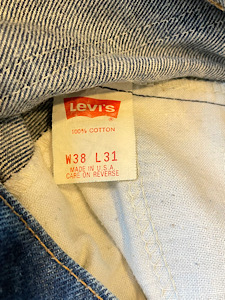 Levi's
100% COTTON
W38 L31
MADE IN U.S.A
CARE ON REVERSE